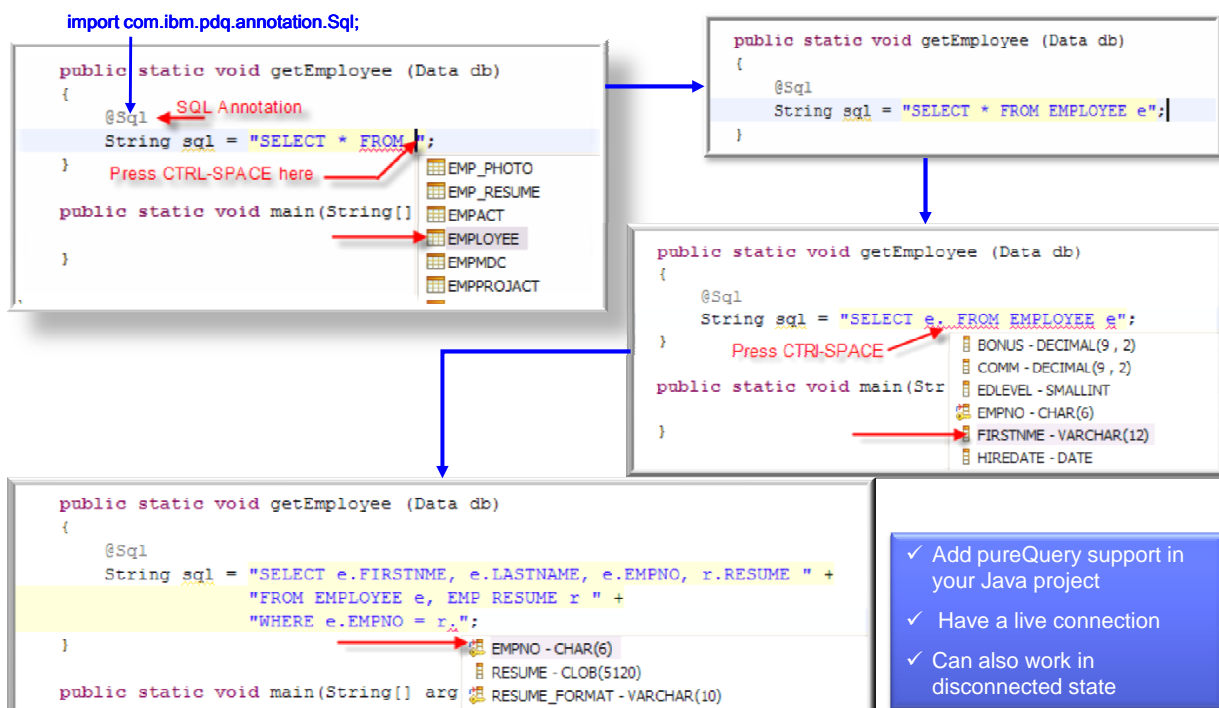 import com.ibm.pdq.annotation.Sql;
public static void getEmployee (Data db)
{
@Sql
SQL Annotation
String sql = "SELECT * FROM ";
}
Press CTRL-SPACE here
EMP_PHOTO
EMP_RESUME
public static void main(String[]
EMPACT
EMPLOYEE
}
EMPMDC
EMPPROJACT
public static void getEmployee (Data db)
{
@Sql
String sql = "SELECT * FROM EMPLOYEE e";
}
public static void getEmployee (Data db)
{
@Sql
String sql = "SELECT e. FROM EMPLOYEE e";
}
Press CTRl-SPACE
BONUS - DECIMAL(9 , 2)
COMM - DECIMAL(9 , 2)
public static void main(Str
EDLEVEL - SMALLINT
EMPNO - CHAR(6)
}
FIRSTNME - VARCHAR(12)
HIREDATE - DATE
public static void getEmployee (Data db)
{
@Sql
String sql = "SELECT e.FIRSTNME, e.LASTNAME, e.EMPNO, r.RESUME " +
"FROM EMPLOYEE e, EMP RESUME r " +
"WHERE e.EMPNO = r.";
}
EMPNO - CHAR(6)
RESUME - CLOB(5120)
public static void main(String[] arg
RESUME_FORMAT - VARCHAR(10)
✓ Add pureQuery support in
your Java project
✓ Have a live connection
✓ Can also work in
disconnected state